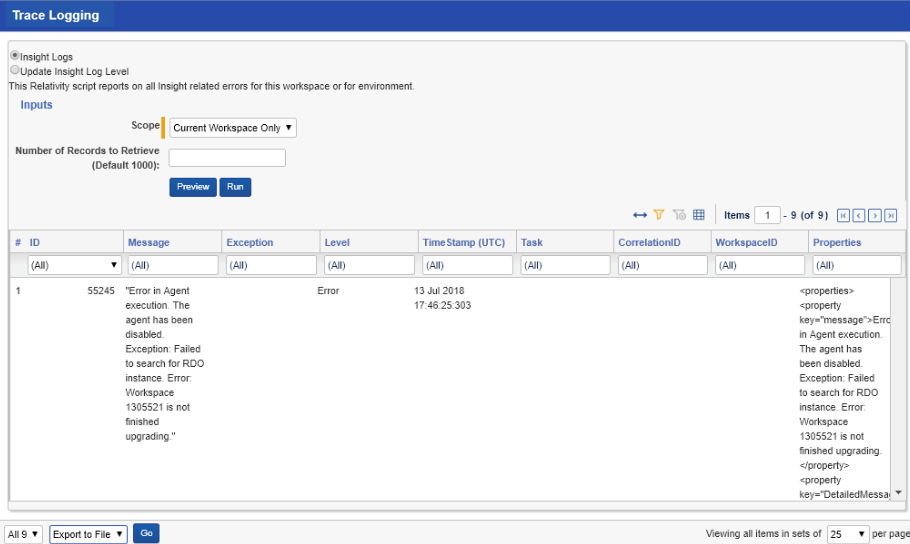 Trace Logging
Insight Logs
Update Insight Log Level
This Relativity script reports on all Insight related errors for this workspace or for environment.
Inputs
Scope Current Workspace Only
Number of Records to Retrieve
(Default 1000):
Preview Run
Items 1 - 9 (of 9)
# ID Message Exception Level TimeStamp (UTC) Task CorrelationID WorkspaceID Properties
(All) (All) (All) (All) (All) (All) (All) (All) (All)
1 55245 "Error in Agent Error 13 Jul 2018 <properties>
execution. The 17:46:25:303 <property
agent has been key="message">Erro
disabled. in Agent execution.
Exception: Failed The agent has
to search for RDO been disabled.
instance. Error: Exception: Failed
Workspace to search for RDO
1305521 is not instance. Error:
finished Workspace
upgrading." 1305521 is not
finished upgrading.
</property>
<property
key="DetailedMessa
All 9 Export to File Go Viewing all items in sets of 25 per page